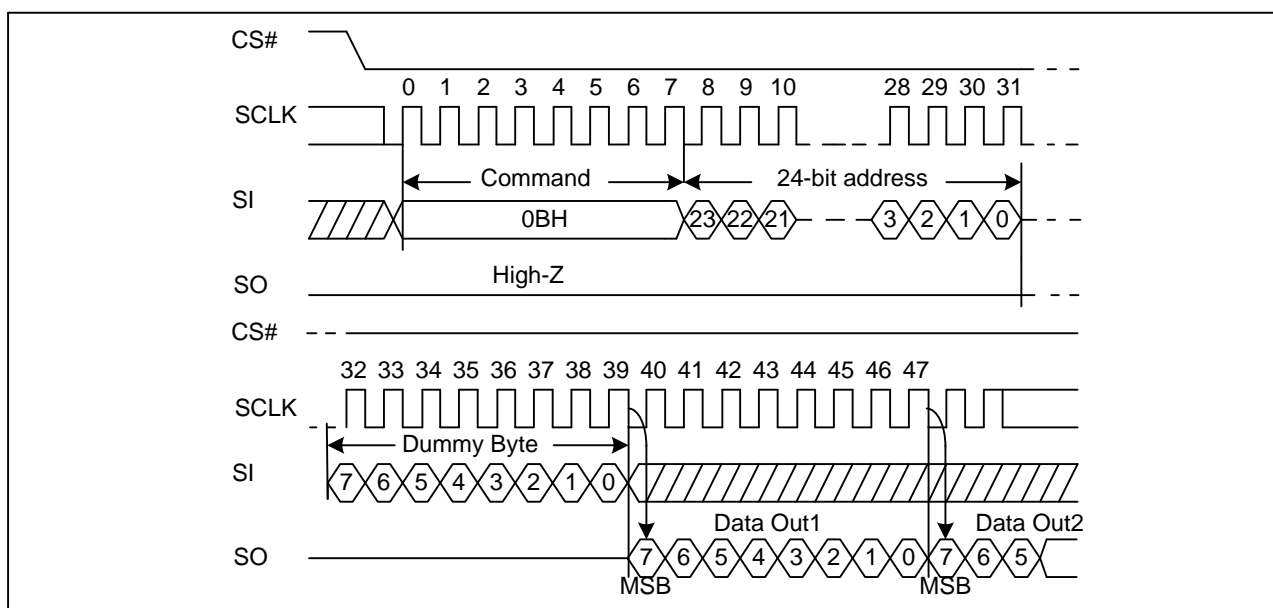 CS#
0 1 2 3 4 5 6 7 8 9 10 28 29 30 31
SCLK
Command 24-bit address
SI
0BH 23 22 21 3 2 1 0
High-Z
SO
CS#
32 33 34 35 36 37 38 39 40 41 42 43 44 45 46 47
SCLK
Dummy Byte
SI
7 6 5 4 3 2 1 0
Data Out1 Data Out2
SO
7 6 5 4 3 2 1 0 7 6 5
MSB MSB